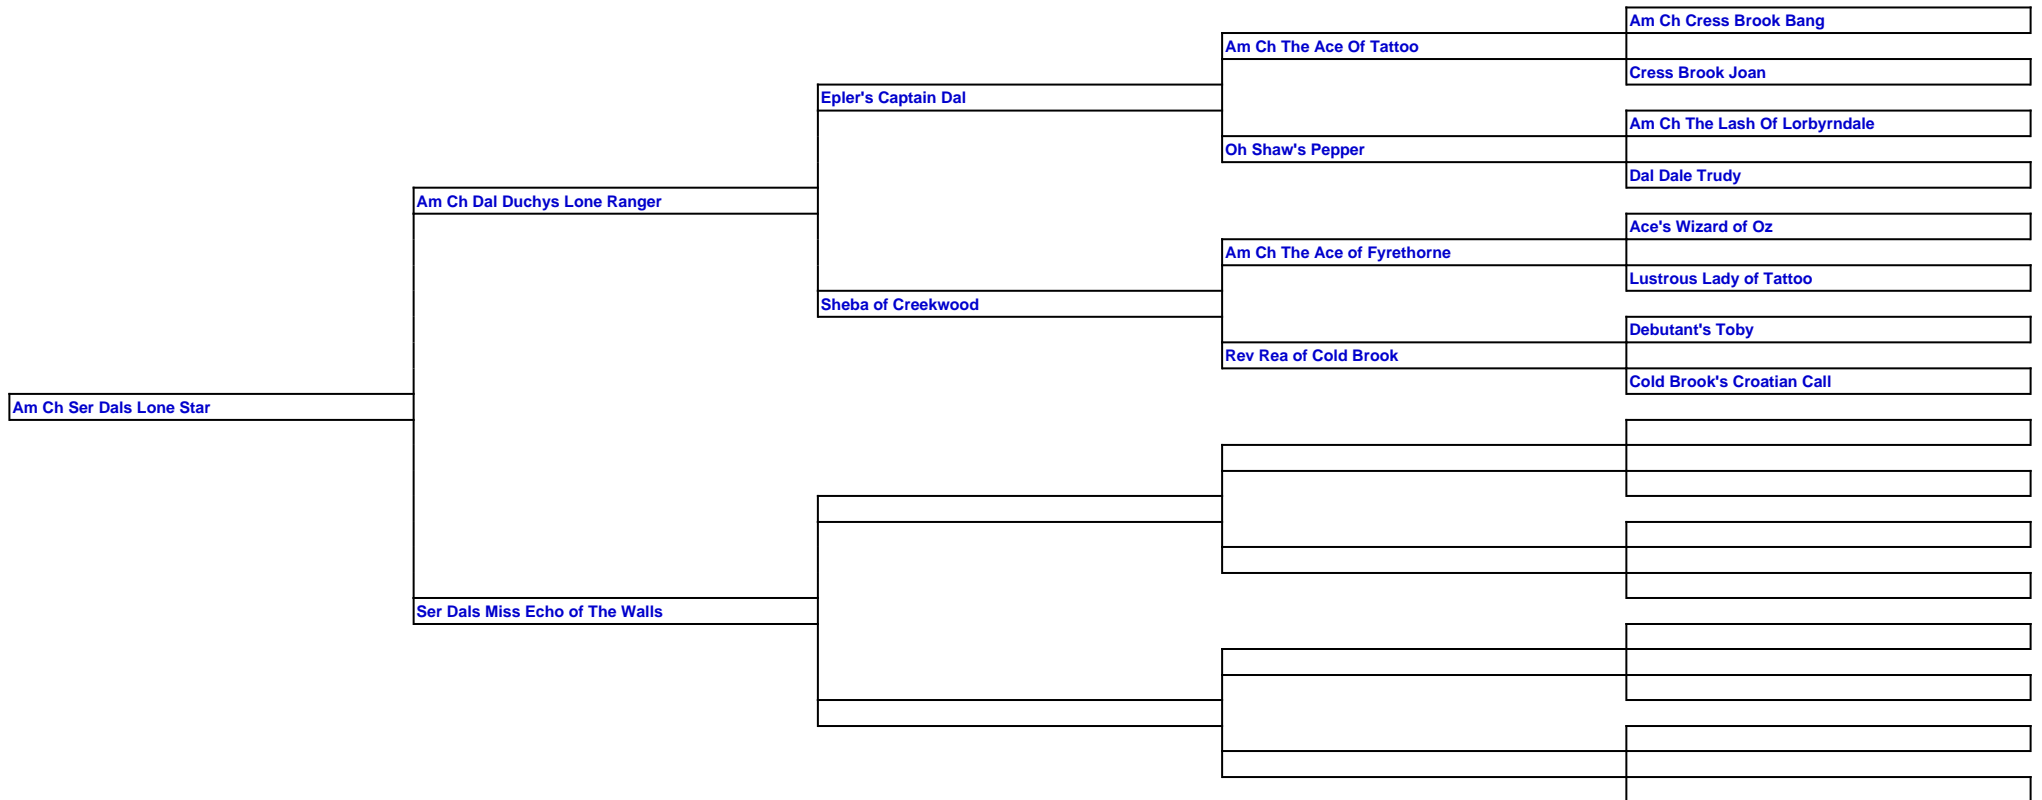 Am Ch Cress Brook Bang
Am Ch The Ace Of Tattoo
Cress Brook Joan
Epler's Captain Dal
Am Ch The Lash Of Lorbyrndale
Oh Shaw's Pepper
Dal Dale Trudy
Am Ch Dal Duchys Lone Ranger
Ace's Wizard of Oz
Am Ch The Ace of Fyrethorne
Lustrous Lady of Tattoo
Sheba of Creekwood
Debutant's Toby
Rev Rea of Cold Brook
Cold Brook's Croatian Call
Am Ch Ser Dals Lone Star
Ser Dals Miss Echo of The Walls